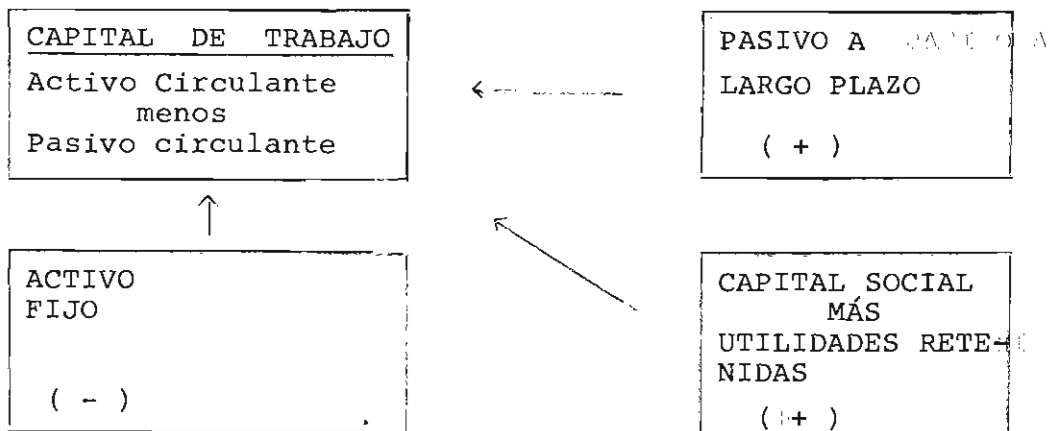 CAPITAL DE TRABAJO
Activo Circulante
menos
Pasivo circulante
PASIVO A
LARGO PLAZO
( + )
ACTIVO
FIJO
( - )
CAPITAL SOCIAL
MÁS
UTILIDADES RETE-
NIDAS
( + )